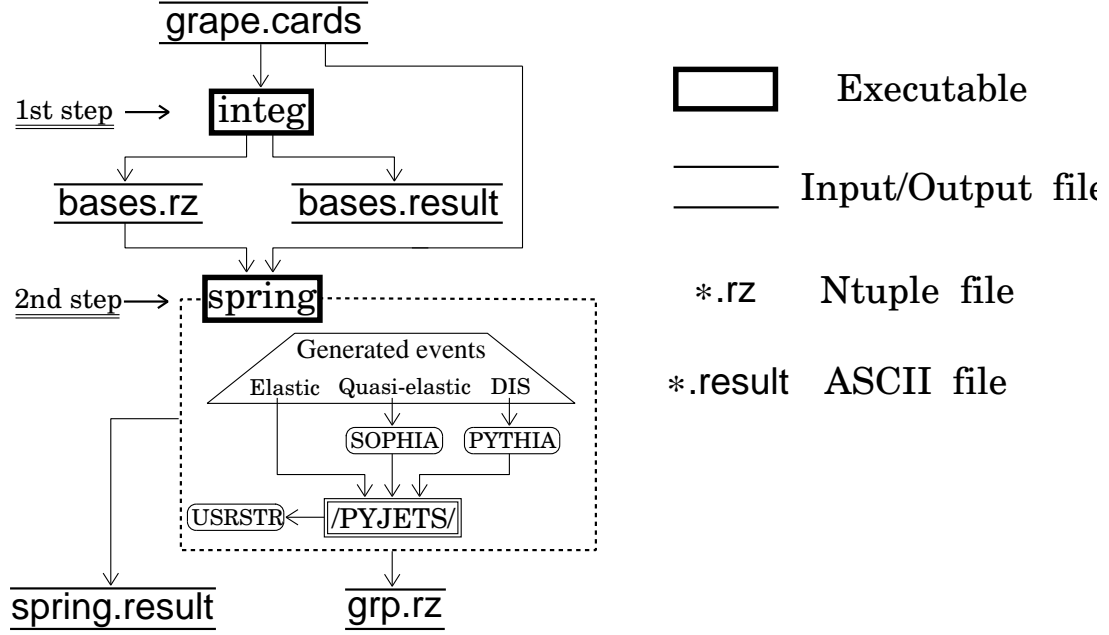 grape.cards
1st step
integ
Executable
bases.rz
bases.result
Input/Output file
2nd step
spring
*.rz Ntuple file
Generated events
Elastic Quasi-elastic DIS
*.result ASCII file
SOPHIA
PYTHIA
USRSTR
/PYJETS/
spring.result
grp.rz